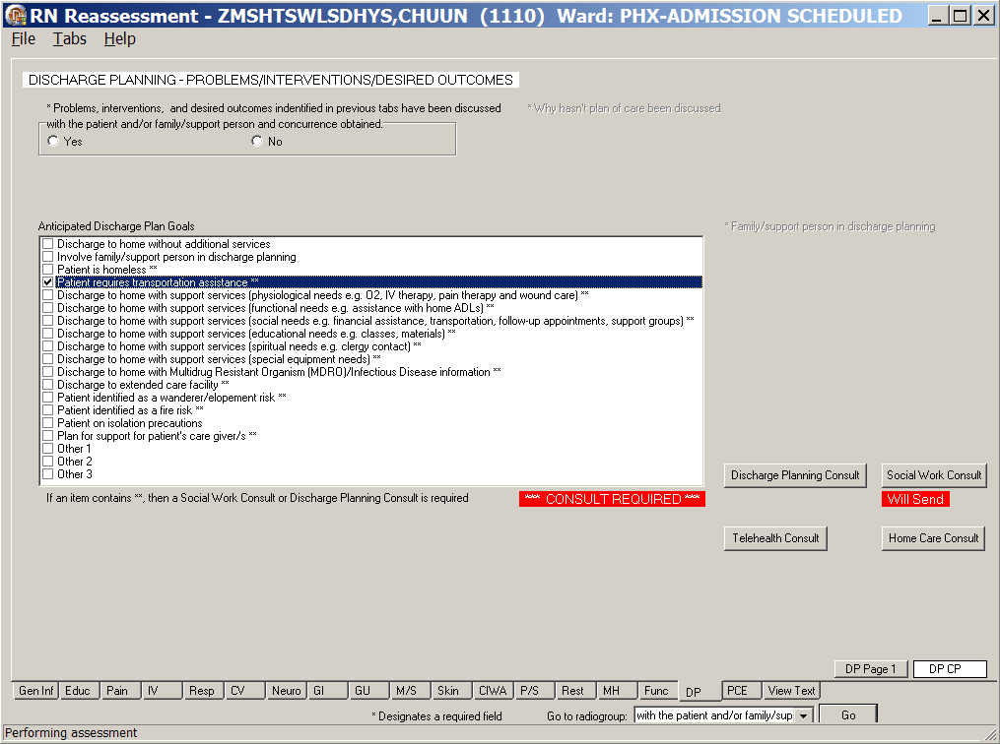 RN Reassessment - ZMSHTSWLSDHYS,CHUUN (1110) Ward: PHX-ADMISSION SCHEDULED
File Tabs Help
DISCHARGE PLANNING - PROBLEMS/INTERVENTIONS/DESIRED OUTCOMES
* Problems, interventions, and desired outcomes indentified in previous tabs have been discussed
with the patient and/or family/support person and concurrence obtained.
* Why hasn't plan of care been discussed
Yes No
Anticipated Discharge Plan Goals
* Family/support person in discharge planning
Discharge to home without additional services
Involve family/support person in discharge planning
Patient is homeless **
Patient requires transportation assistance **
Discharge to home with support services (physiological needs e.g. O2, IV therapy, pain therapy and wound care) **
Discharge to home with support services (functional needs e.g. assistance with home ADLs) **
Discharge to home with support services (social needs e.g. financial assistance, transportation, follow-up appointments, support groups) **
Discharge to home with support services (educational needs e.g. classes, materials) **
Discharge to home with support services (spiritual needs e.g. clergy contact) **
Discharge to home with support services (special equipment needs) **
Discharge to home with Multidrug Resistant Organism (MDRO)/Infectious Disease information **
Discharge to extended care facility **
Patient identified as a wanderer/elopement risk **
Patient identified as a fire risk **
Patient on isolation precautions
Plan for support for patient's care giver/s **
Other 1
Other 2
Other 3
Discharge Planning Consult Social Work Consult
If an item contains **, then a Social Work Consult or Discharge Planning Consult is required
*** CONSULT REQUIRED ***
Will Send
Telehealth Consult Home Care Consult
DP Page 1 DP CP
Gen Inf Educ Pain IV Resp CV Neuro GI GU M/S Skin CIWA P/S Rest MH Func DP PCE View Text
* Designates a required field Go to radiogroup: with the patient and/or family/sup Go
Performing assessment